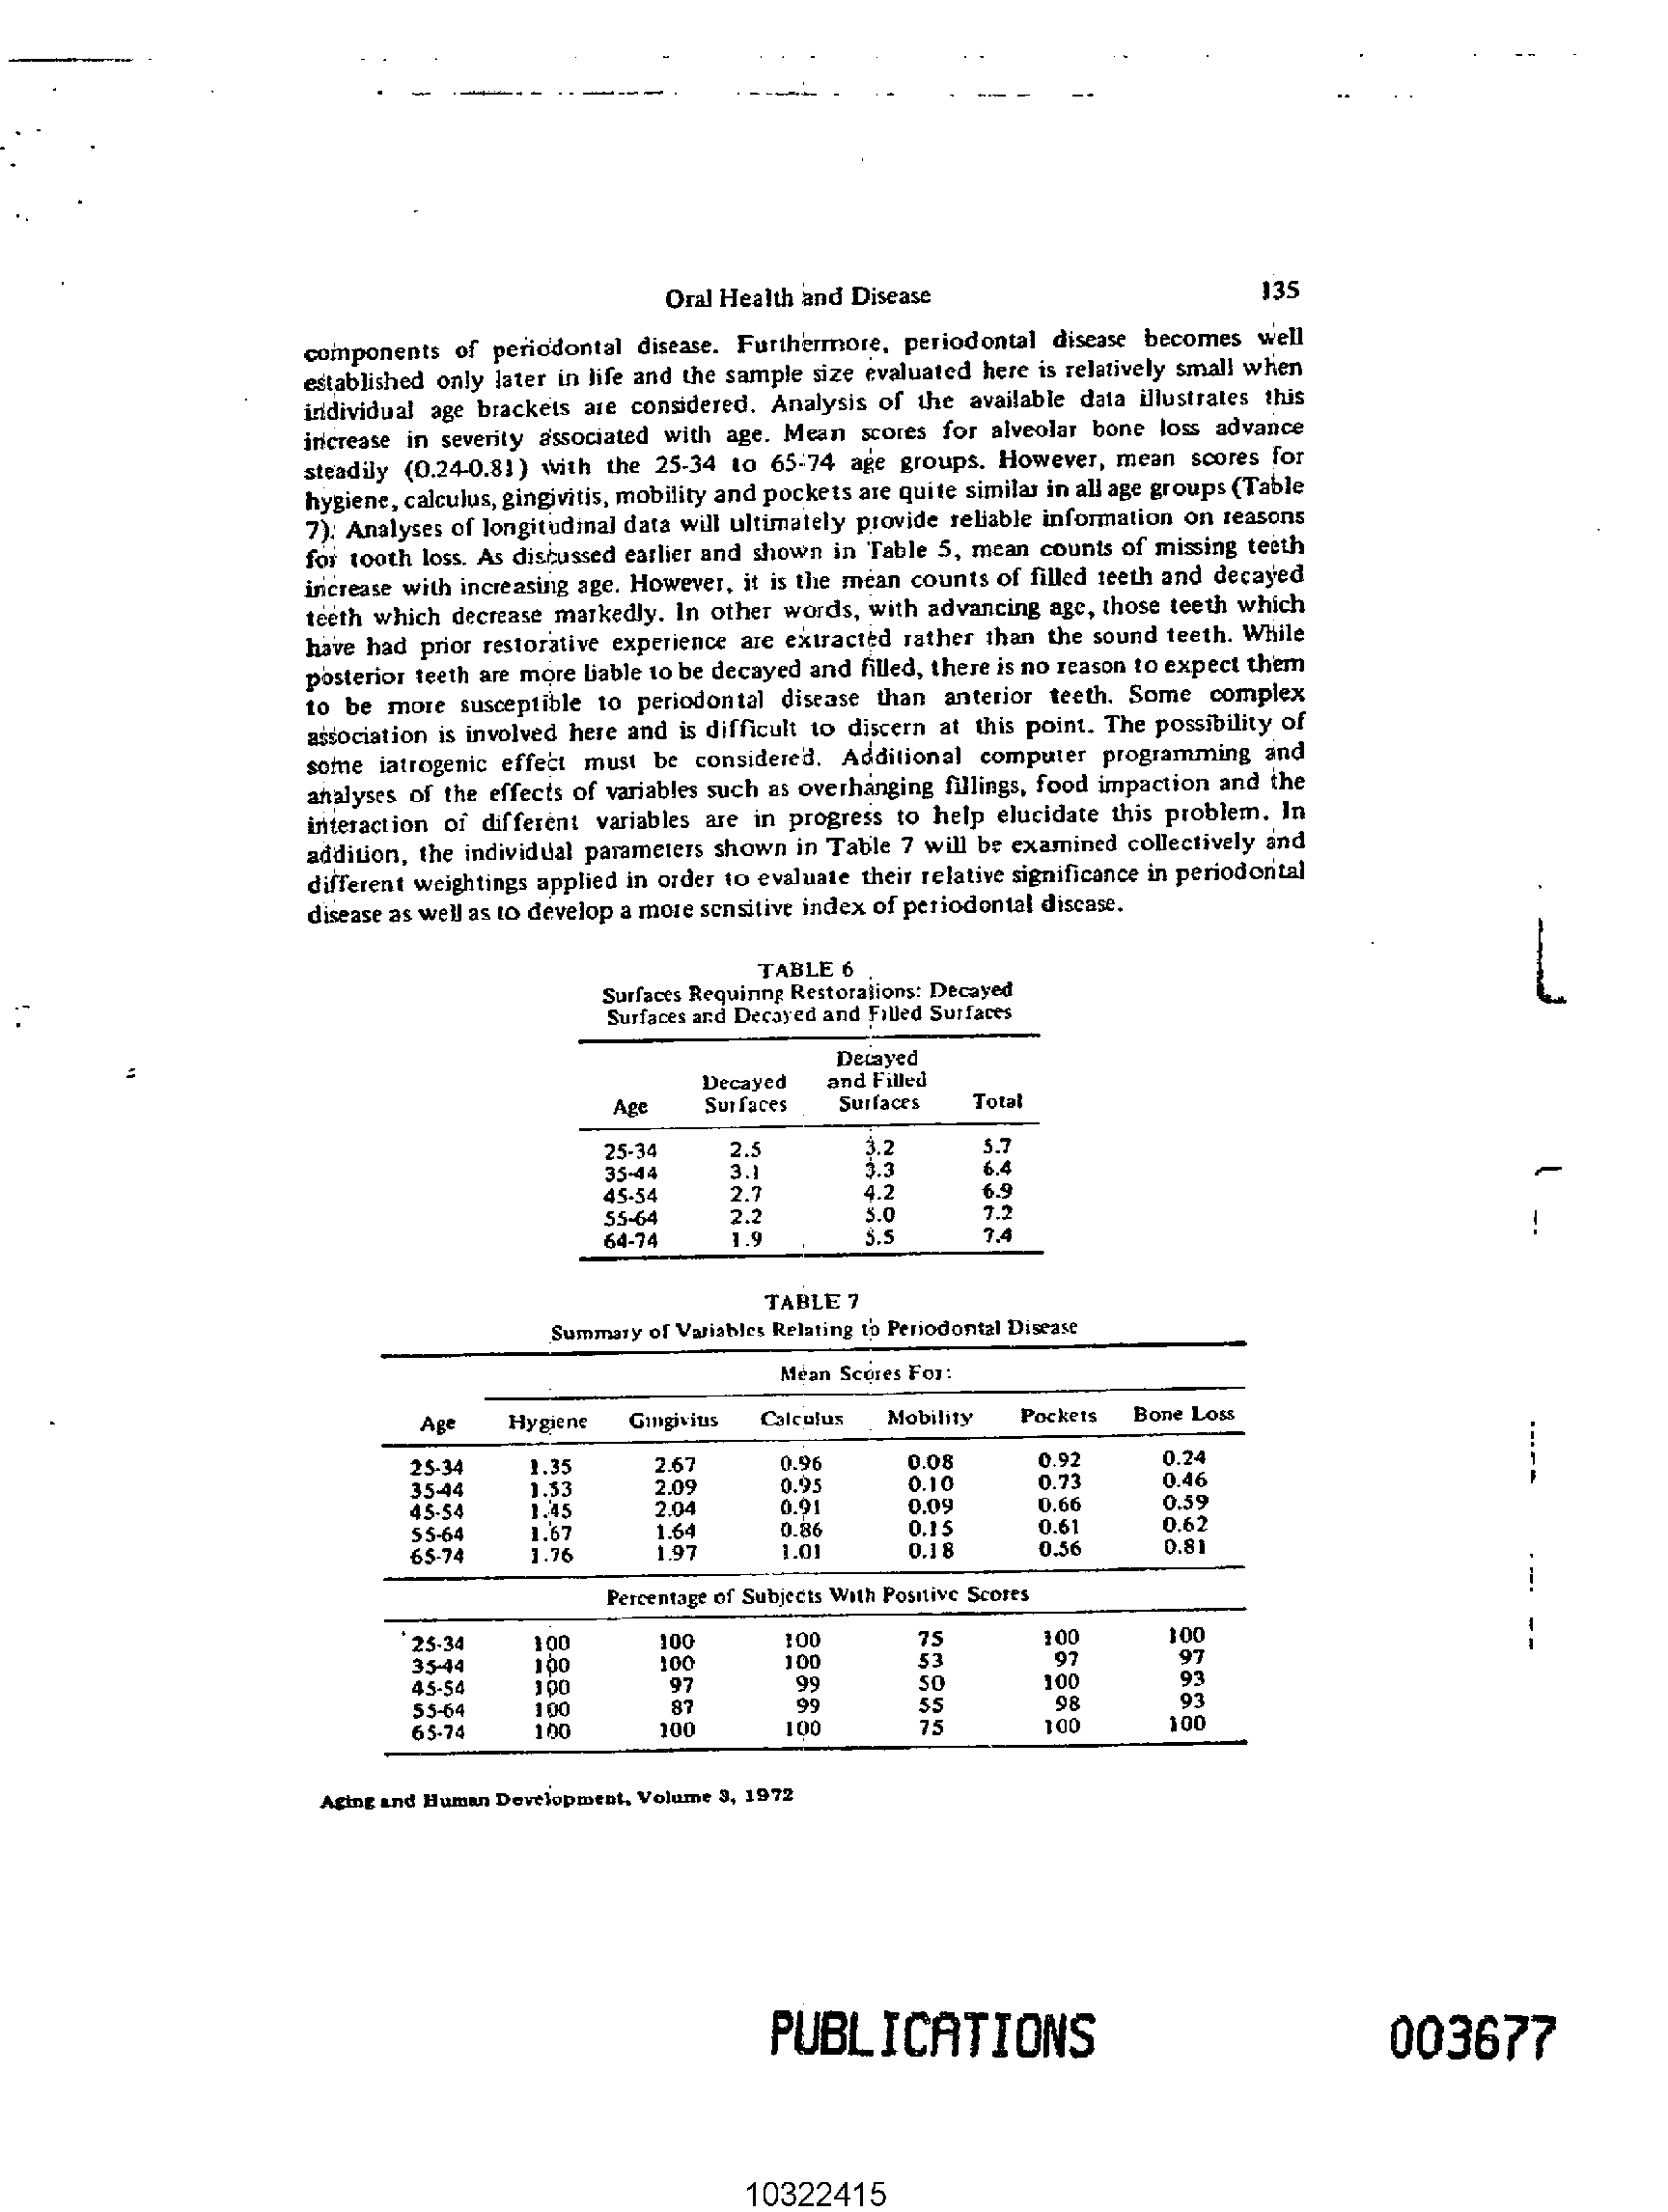 Oral Health and Disease 135
components of periodontal disease. Furthermore, periodontal disease becomes well
established only later in life and the sample size evaluated here is relatively small when
individual age brackets are considered. Analysis of the available data illustrates this
increase in severity associated with age. Mean scores for alveolar bone loss advance
steadily (0.24-0.81) with the 25-34 to 65-74 age groups. However, mean scores for
hygiene, calculus, gingivitis, mobility and pockets are quite similar in all age groups (Table
7). Analyses of longitudinal data will ultimately provide reliable information on reasons
for tooth loss. As discussed earlier and shown in Table 5, mean counts of missing teeth
increase with increasing age. However, it is the mean counts of filled teeth and decayed
teeth which decrease markedly. In other words, with advancing age, those teeth which
have had prior restorative experience are extracted rather than the sound teeth. While
posterior teeth are more liable to be decayed and filled, there is no reason to expect them
to be more susceptible to periodontal disease than anterior teeth. Some complex
association is involved here and is difficult to discern at this point. The possibility of
some iatrogenic effect must be considered. Additional computer programming and
analyses of the effects of variables such as overhanging fillings, food impaction and the
interaction of different variables are in progress to help elucidate this problem. In
addition, the individual parameters shown in Table 7 will be examined collectively and
different weightings applied in order to evaluate their relative significance in periodontal
disease as well as to develop a more sensitive index of periodontal disease.
TABLE 6
Surfaces Requiring Restorations: Decayed
Surfaces and Decayed and Filled Surfaces
Decayed
Decayed and Filled
Age Surfaces Surfaces Total
25-34 2.5 3.2 5.7
35-44 3.1 3.3 6.4
45-54 2.7 4.2 6.9
55-64 2.2 5.0 7.2
64-74 1.9 5.5 7.4
TABLE 7
Summary of Variables Relating to Periodontal Disease
Mean Scores For:
Age Hygiene Gingivitis Calculus Mobility Pockets Bone Loss
25-34 1.35 2.67 0.96 0.08 0.92 0.24
35-44 1.53 2.09 0.95 0.10 0.73 0.46
45-54 1.45 2.04 0.91 0.09 0.66 0.59
55-64 1.67 1.64 0.86 0.15 0.61 0.62
65-74 1.76 1.97 1.01 0.18 0.56 0.81
Percentage of Subjects With Positive Scores
25-34 100 100 100 75 100 100
35-44 100 100 100 53 97 97
45-54 100 97 99 50 100 93
55-64 100 87 99 55 98 93
65-74 100 100 100 75 100 100
Aging and Human Development, Volume 3, 1972
PUBLICATIONS 003677
10322415